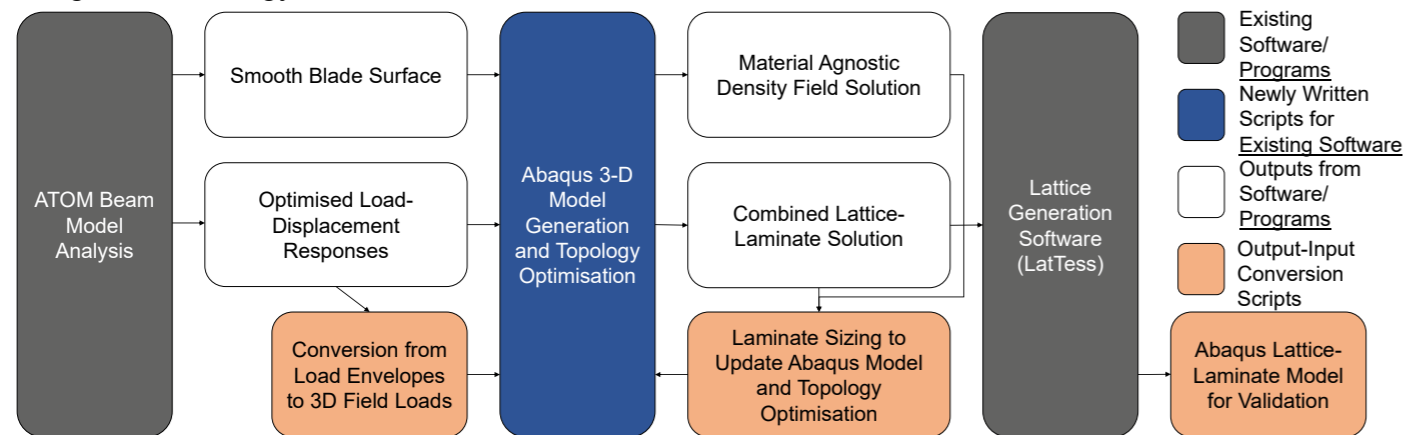 ATOM Beam
Model
Analysis
Smooth Blade Surface
Optimised Load-
Displacement
Responses
Conversion from
Load Envelopes
to 3D Field Loads
Abaqus 3-D
Model
Generation
and Topology
Optimisation
Material Agnostic
Density Field Solution
Combined Lattice-
Laminate Solution
Laminate Sizing to
Update Abaqus Model
and Topology
Optimisation
Lattice
Generation
Software
(LatTess)
Existing
Software/
Programs
Newly Written
Scripts for
Existing Software
Outputs from
Software/
Programs
Output-Input
Conversion
Scripts
Abaqus Lattice-
Laminate Model
for Validation